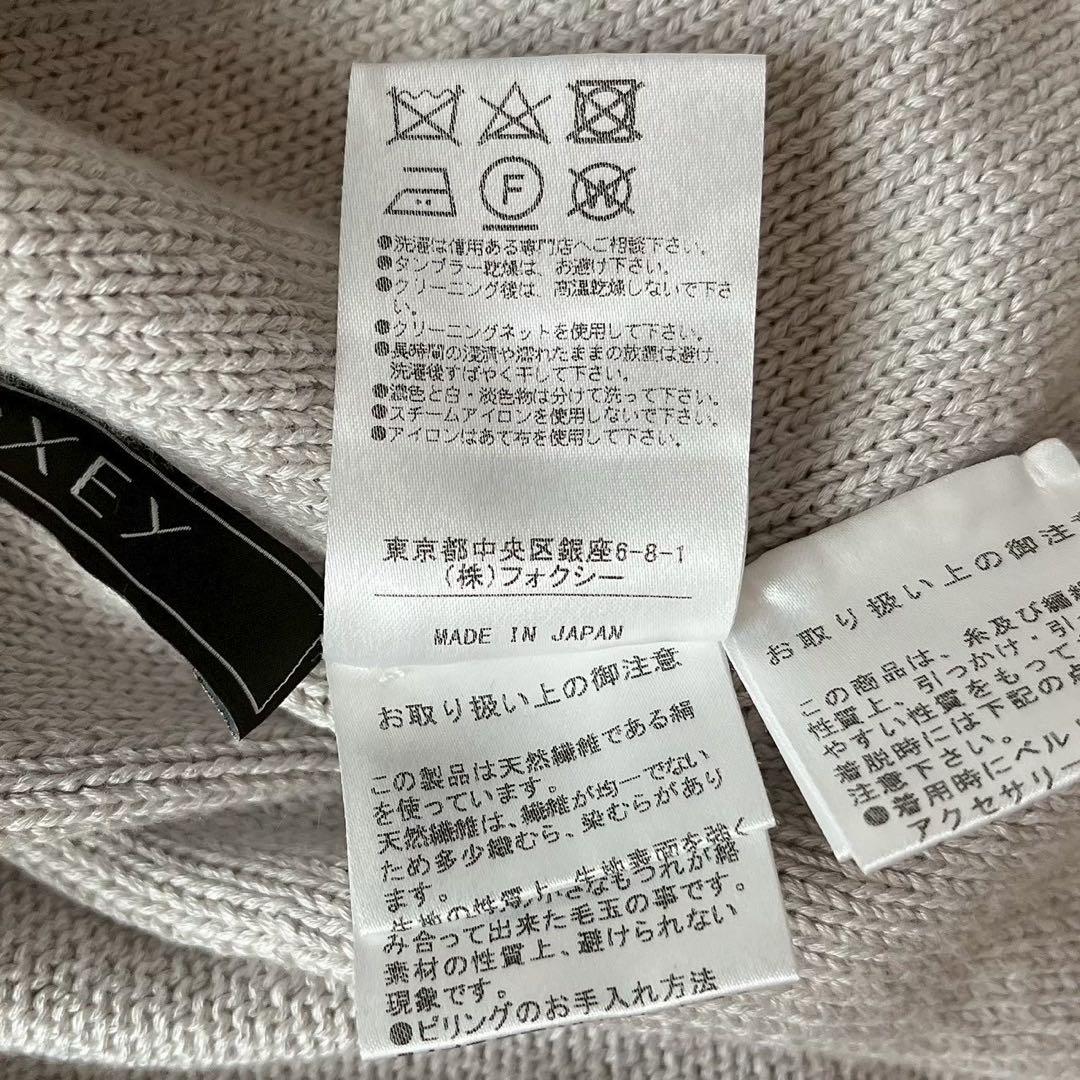 XEY
F
W
●洗濯は信用ある専門店へご相談下さい。
●タンブラー乾燥は、お避け下さい。
●クリーニング後は、高温乾燥しないで下さ
い。
●クリーニングネットを使用して下さい。
●長時間の浸漬や濡れたままの放置は避け、
洗濯後すばやく干して下さい。
●濃色と白・淡色物は分けて洗って下さい。
●スチームアイロンを使用しないで下さい。
●アイロンはあて布を使用して下さい。
東京都中央区銀座6-8-1
(株)フォクシー
MADE IN JAPAN
お取り扱い上の御注意
この製品は天然繊維である絹
を使っています。
天然繊維は、繊維が均一でない
ため多少織むら、染むらがあり
ます。
み合って出来た毛玉の事です。
素材の性質上、避けられない
現象です。
●ピリングのお手入れ方法
お取り扱い上の御注
この商品は、糸及び編
性質上、引っかけ・引
やすい性質をもって
着脱時には下記の点
注意下さい。
●着用時にベル
アクセサリー